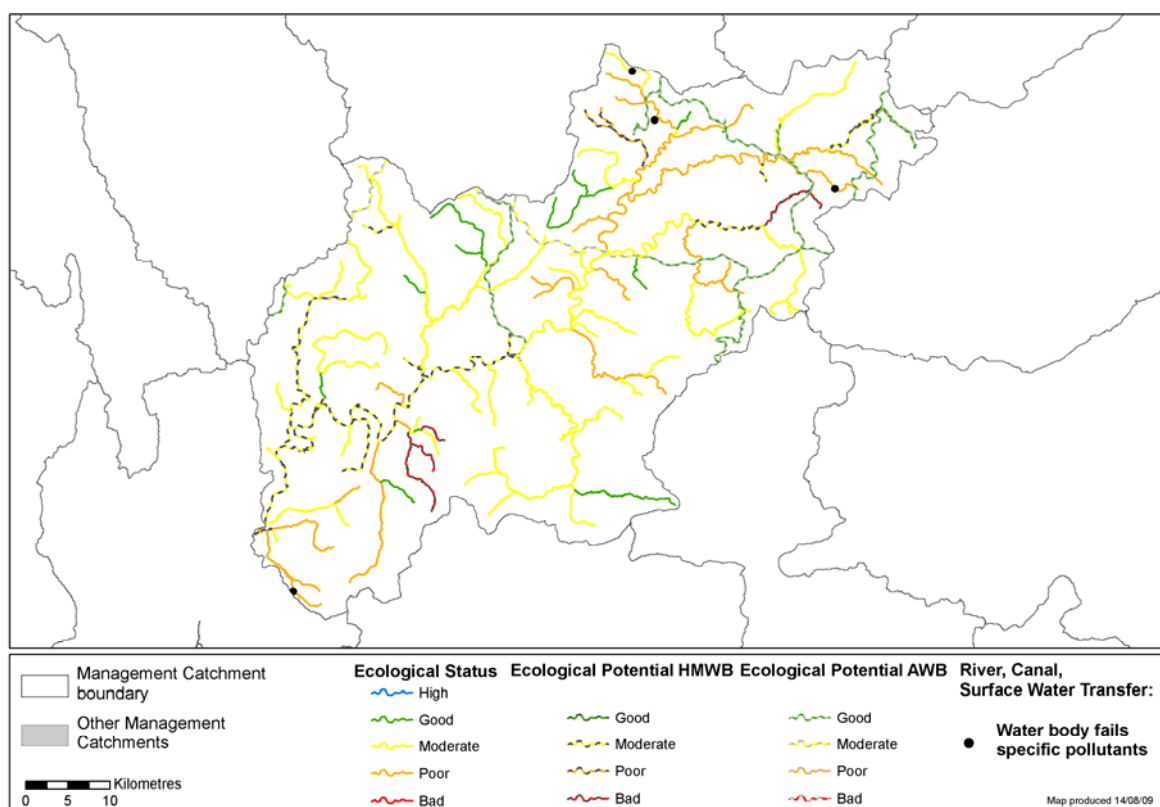 Management Catchment
boundary
Other Management
Catchments
Kilometres
0 5 10
Ecological Status
High
Good
Moderate
Poor
Bad
Ecological Potential HMWB
Good
Moderate
Poor
Bad
Ecological Potential AWB
Good
Moderate
Poor
Bad
River, Canal,
Surface Water Transfer:
Water body fails
specific pollutants
Map produced 14/08/09